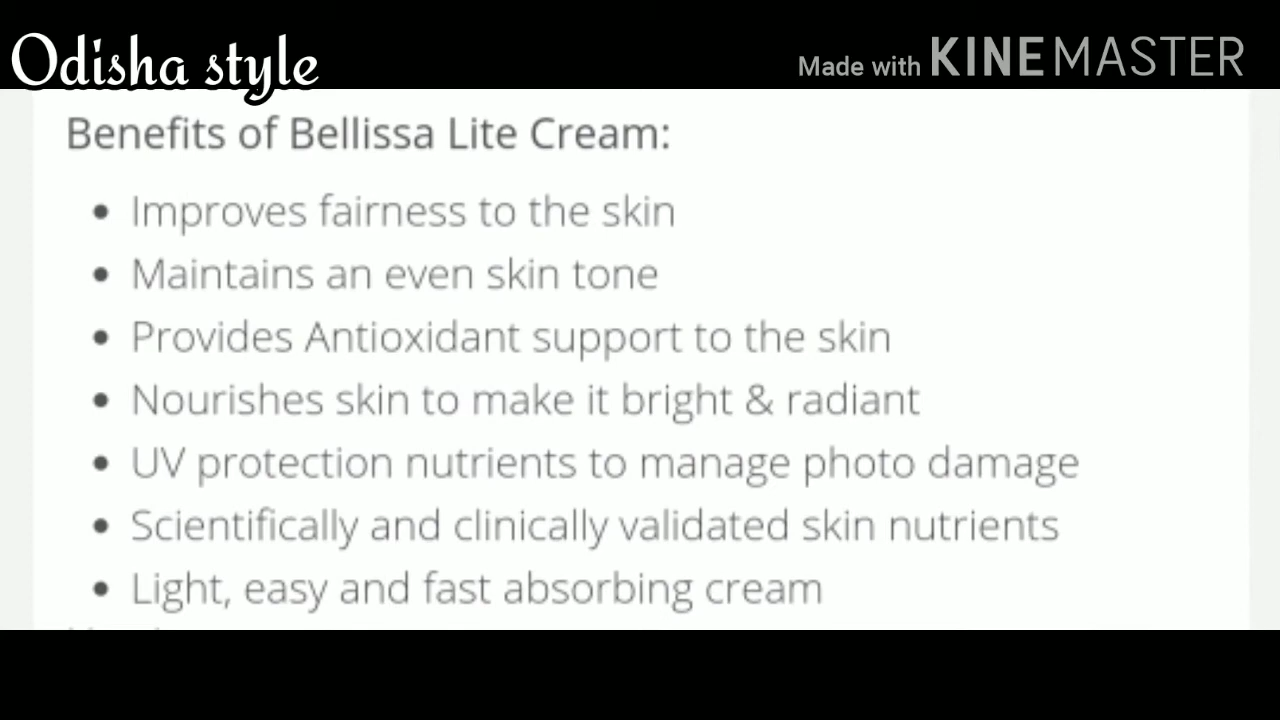 Odisha style
Made with KINEMASTER
Benefits of Bellissa Lite Cream:
• Improves fairness to the skin
• Maintains an even skin tone
• Provides Antioxidant support to the skin
• Nourishes skin to make it bright & radiant
• UV protection nutrients to manage photo damage
• Scientifically and clinically validated skin nutrients
• Light, easy and fast absorbing cream